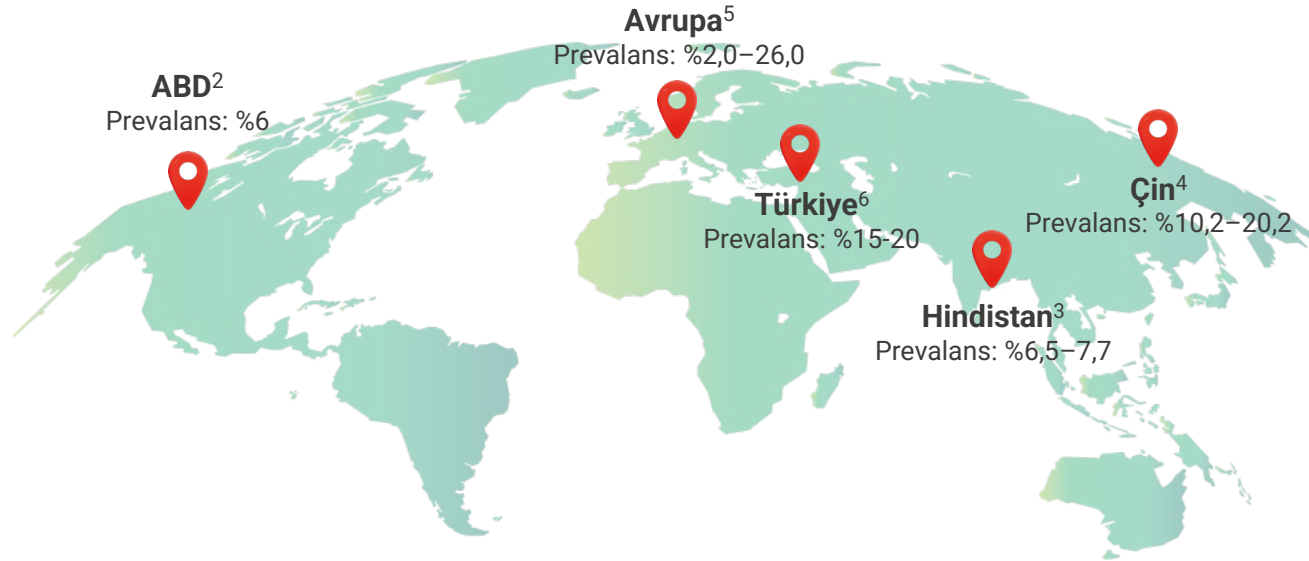 Avrupa⁵
Prevalans: %2,0–26,0
ABD²
Prevalans: %6
Türkiye⁶
Prevalans: %15-20
Çin⁴
Prevalans: %10,2–20,2
Hindistan³
Prevalans: %6,5–7,7